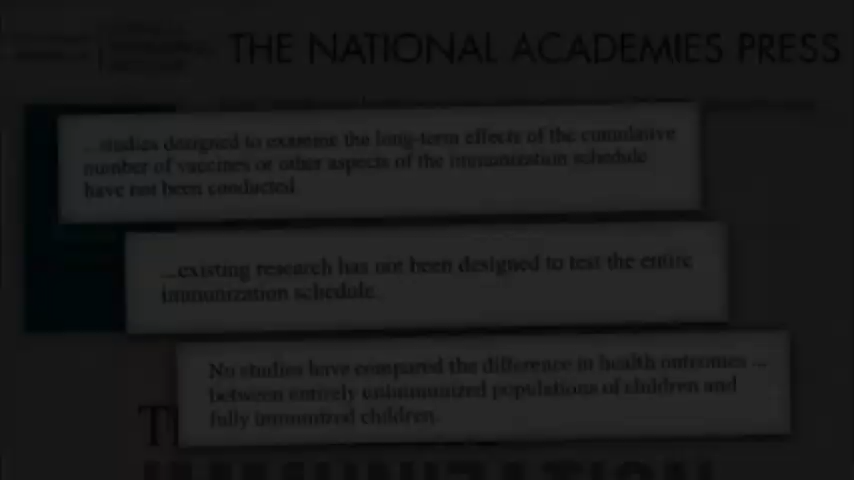 THE NATIONAL ACADEMIES PRESS
...studies designed to examine the long-term effects of the cumulative
number of vaccines or other aspects of the immunization schedule
have not been conducted.
...existing research has not been designed to test the entire
immunization schedule.
No studies have compared the difference in health outcomes ...
between entirely unimmunized populations of children and
fully immunized children.
IMMUNIZATION